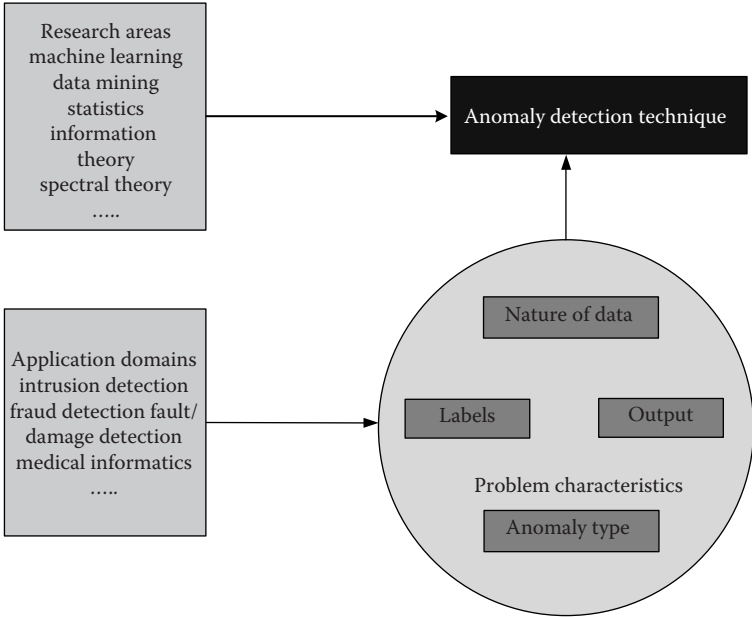 Research areas
machine learning
data mining
statistics
information
theory
spectral theory
.....
Anomaly detection technique
Application domains
intrusion detection
fraud detection fault/
damage detection
medical informatics
.....
Nature of data
Labels
Output
Problem characteristics
Anomaly type